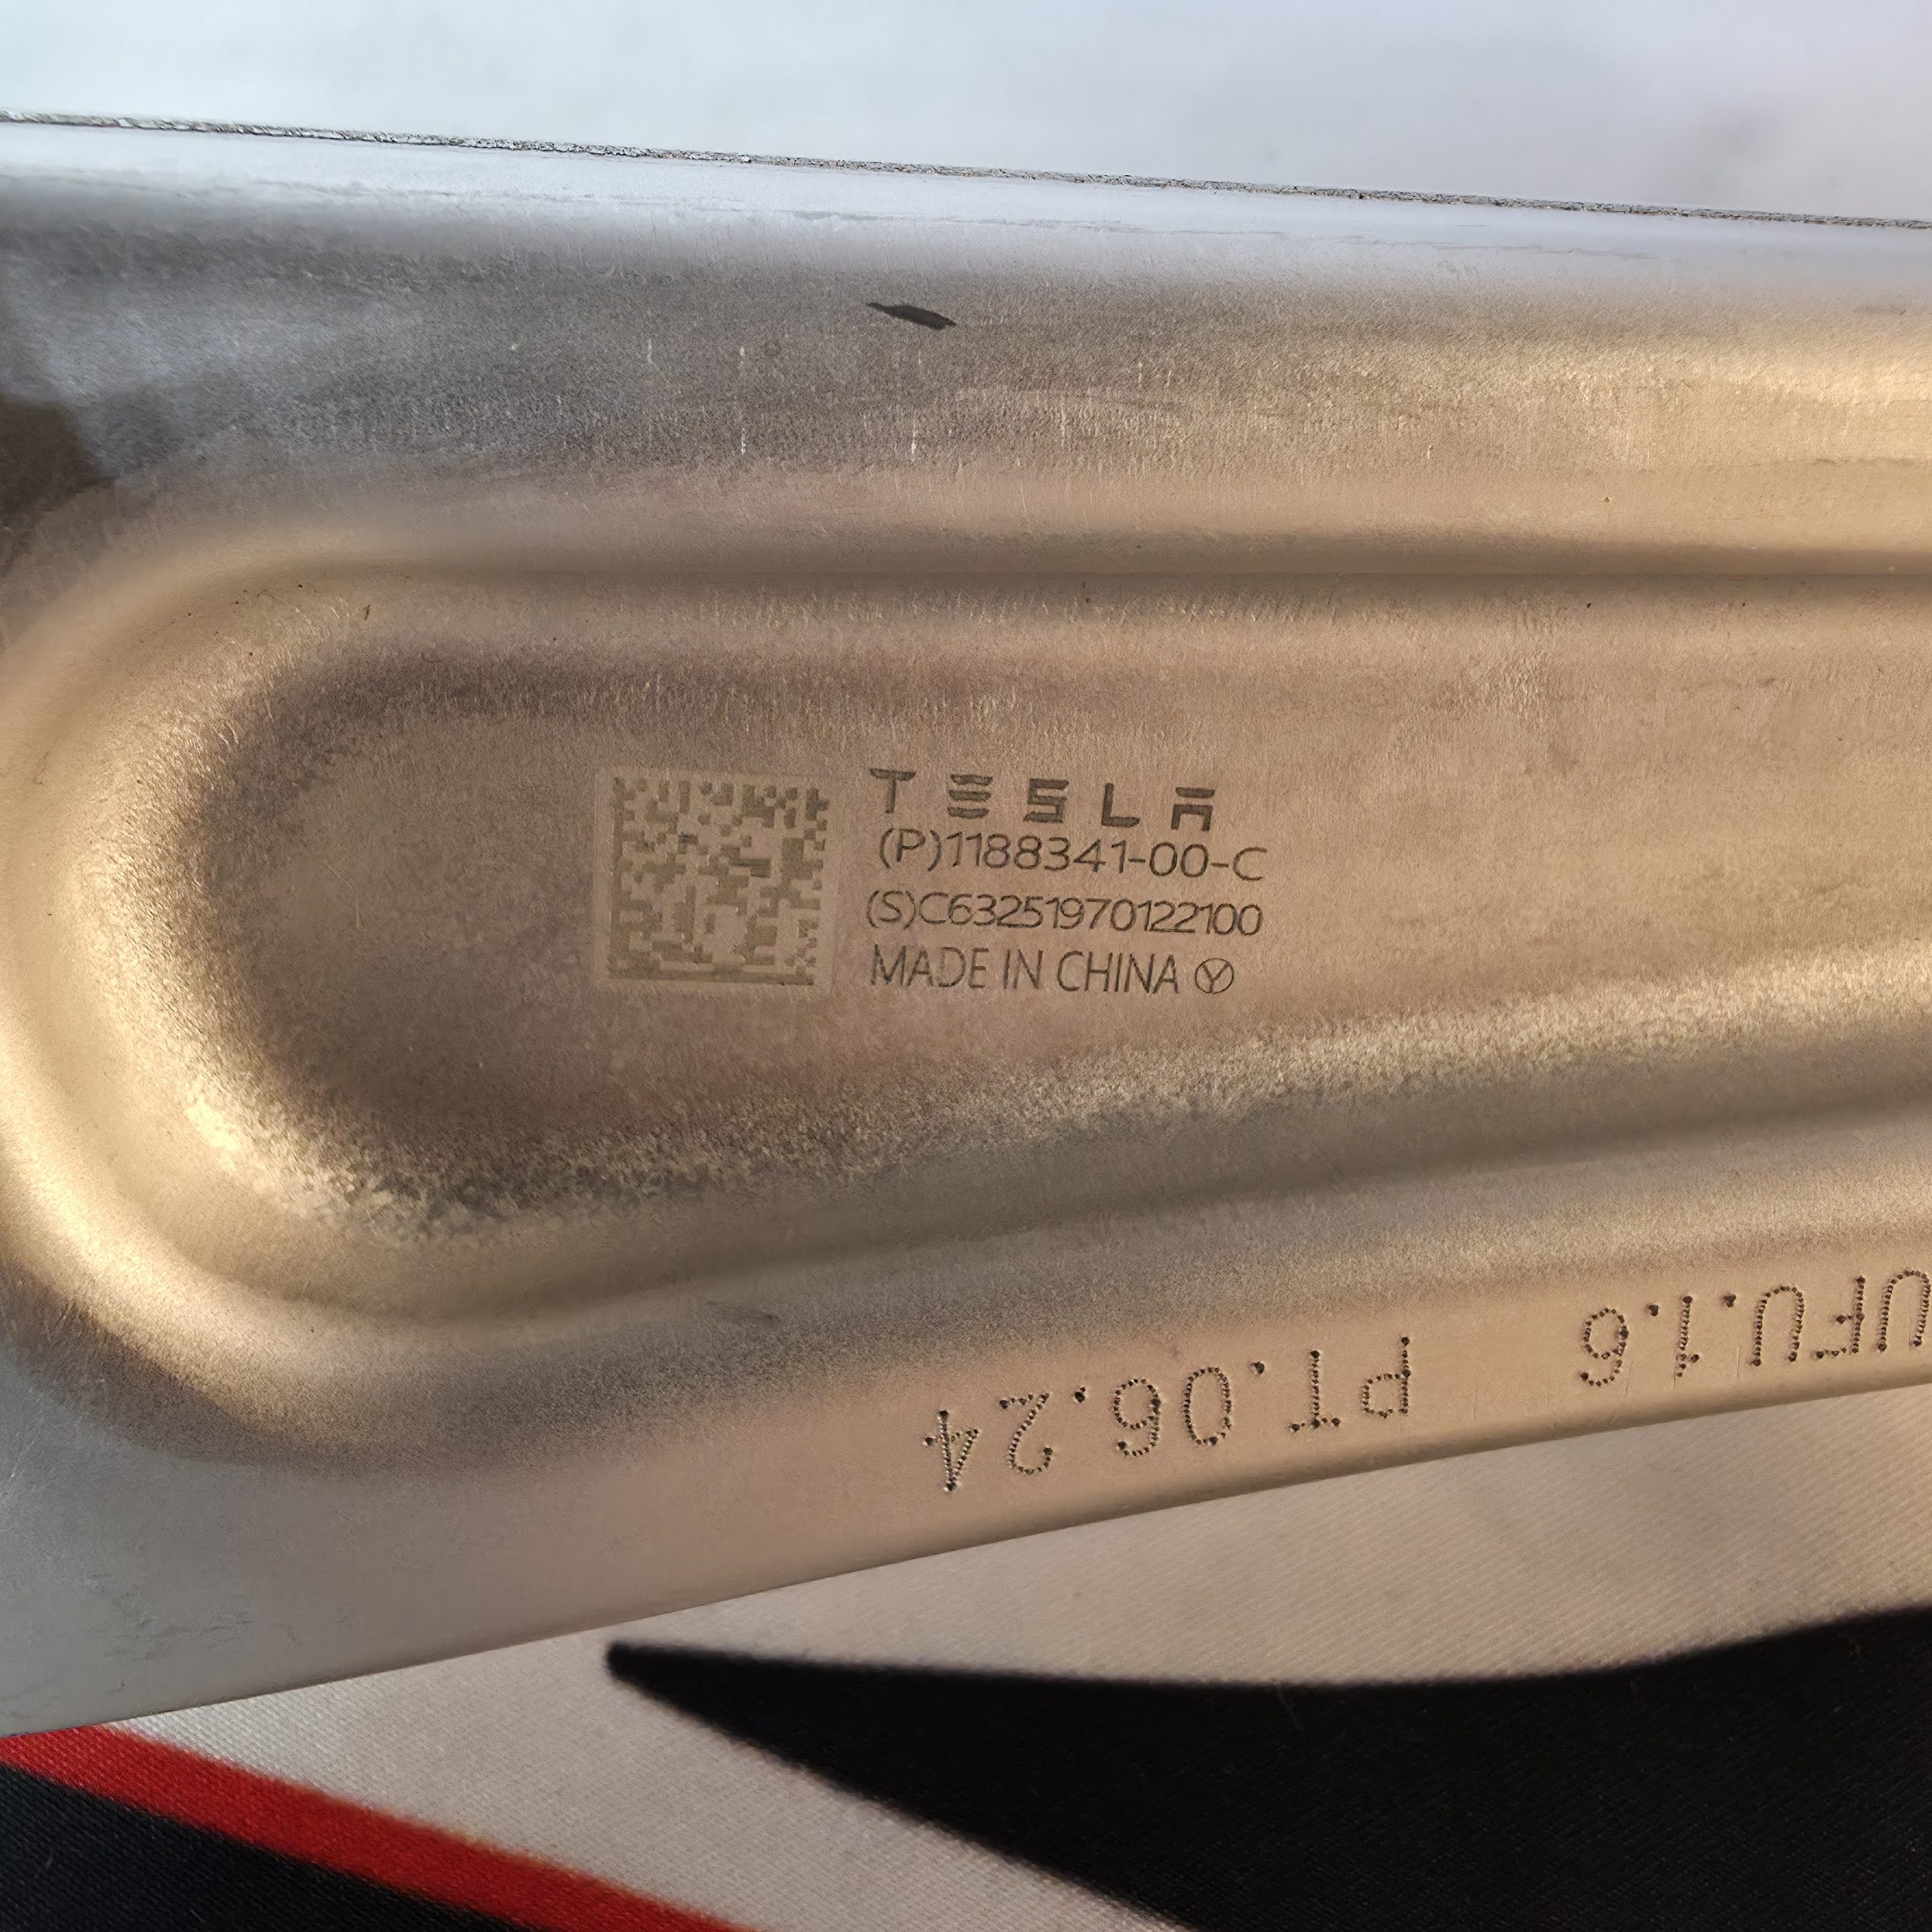 TESLA
(P)1188341-00-C
(S)C63251970122100
MADE IN CHINA
UFU.1.6 PT.06.24